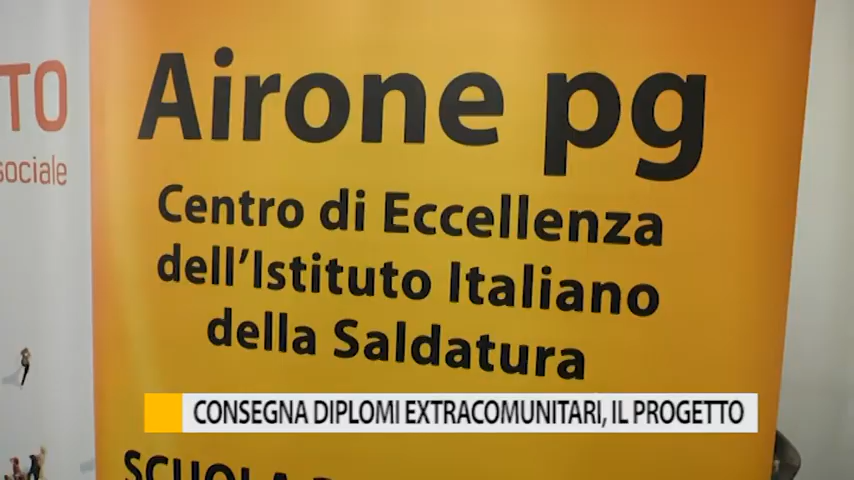 TO
sociale
Airone pg
Centro di Eccellenza
dell'Istituto Italiano
della Saldatura
CONSEGNA DIPLOMI EXTRACOMUNITARI, IL PROGETTO
SCUOLA